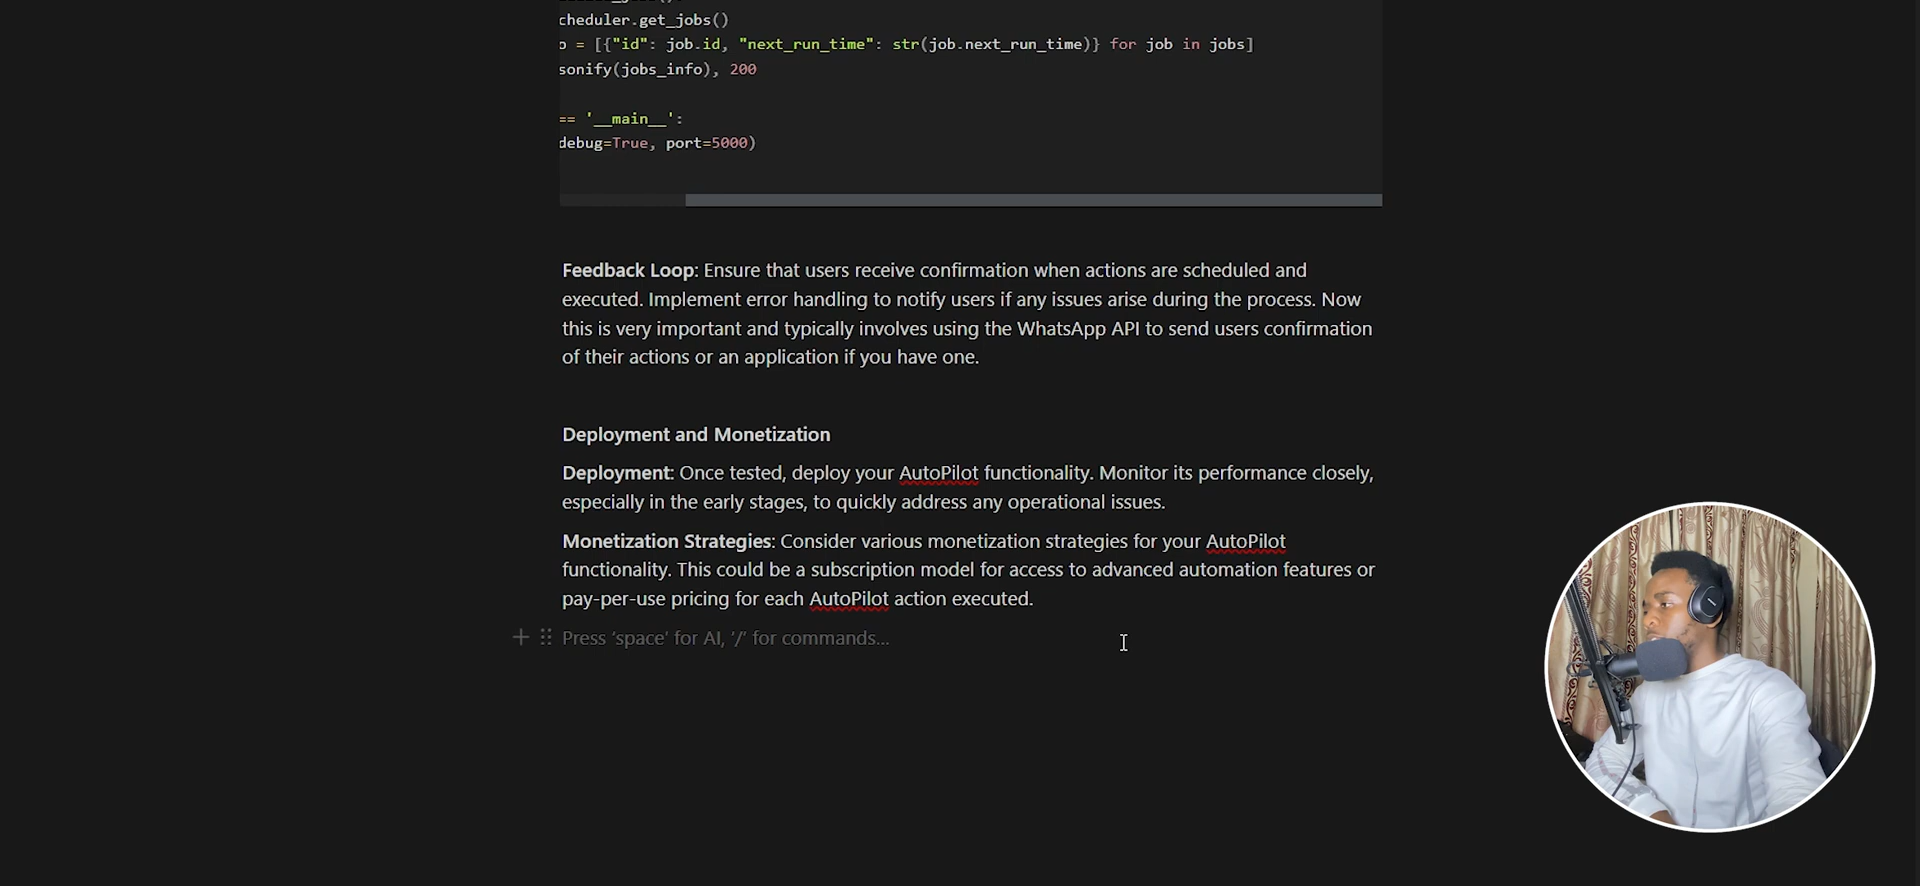 cheduler.get_jobs()
o = [{"id": job.id, "next_run_time": str(job.next_run_time)} for job in jobs]
sonify(jobs_info), 200
== '__main__':
debug=True, port=5000)
Feedback Loop: Ensure that users receive confirmation when actions are scheduled and
executed. Implement error handling to notify users if any issues arise during the process. Now
this is very important and typically involves using the WhatsApp API to send users confirmation
of their actions or an application if you have one.
Deployment and Monetization
Deployment: Once tested, deploy your AutoPilot functionality. Monitor its performance closely,
especially in the early stages, to quickly address any operational issues.
Monetization Strategies: Consider various monetization strategies for your AutoPilot
functionality. This could be a subscription model for access to advanced automation features or
pay-per-use pricing for each AutoPilot action executed.
Press ‘space’ for AI, ‘/’ for commands…